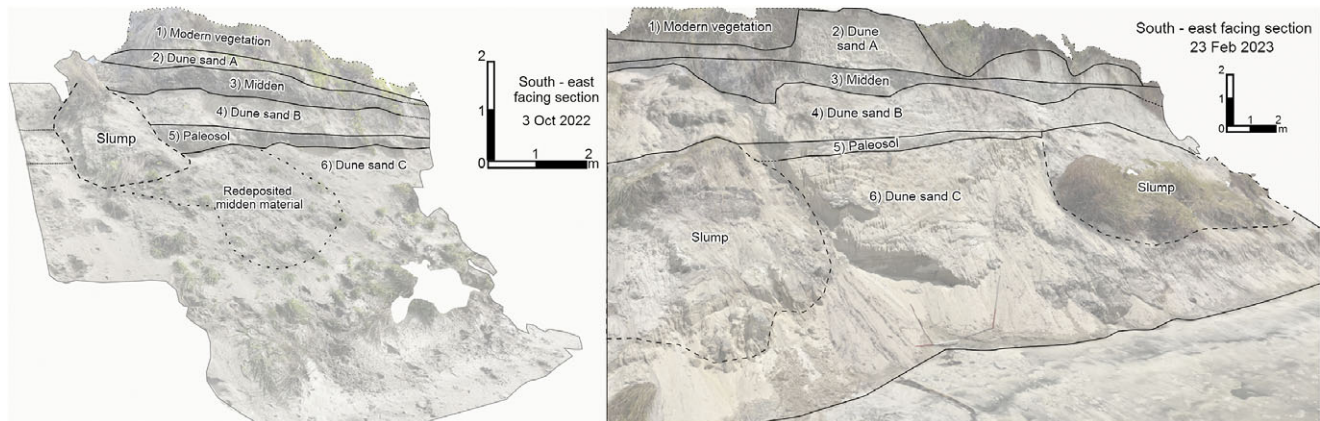 1) Modern vegetation
2) Dune sand A
3) Midden
4) Dune sand B
5) Paleosol
6) Dune sand C
Slump
Redeposited
midden material
2
1
0
1
2
m
South - east
facing section
3 Oct 2022
1) Modern vegetation
2) Dune
sand A
3) Midden
4) Dune sand B
5) Paleosol
6) Dune sand C
Slump
Slump
South - east facing section
23 Feb 2023
2
1
0
1
2
m